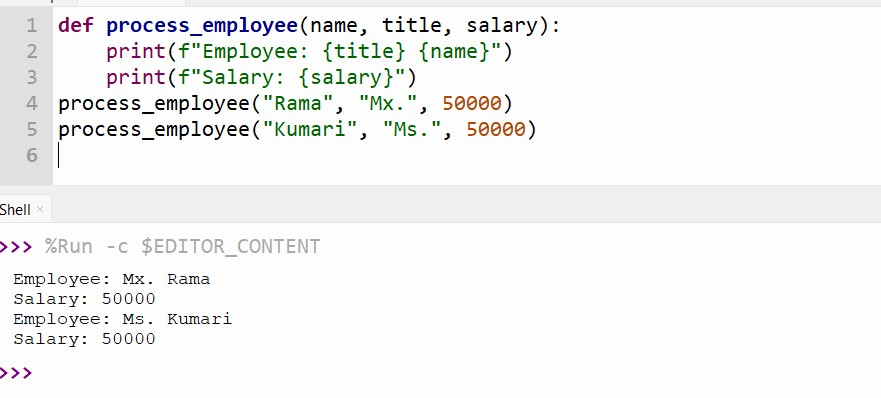 1 def process_employee(name, title, salary):
2     print(f"Employee: {title} {name}")
3     print(f"Salary: {salary}")
4 process_employee("Rama", "Mx.", 50000)
5 process_employee("Kumari", "Ms.", 50000)
6
Shell ×
>>> %Run -c $EDITOR_CONTENT
Employee: Mx. Rama
Salary: 50000
Employee: Ms. Kumari
Salary: 50000
>>>